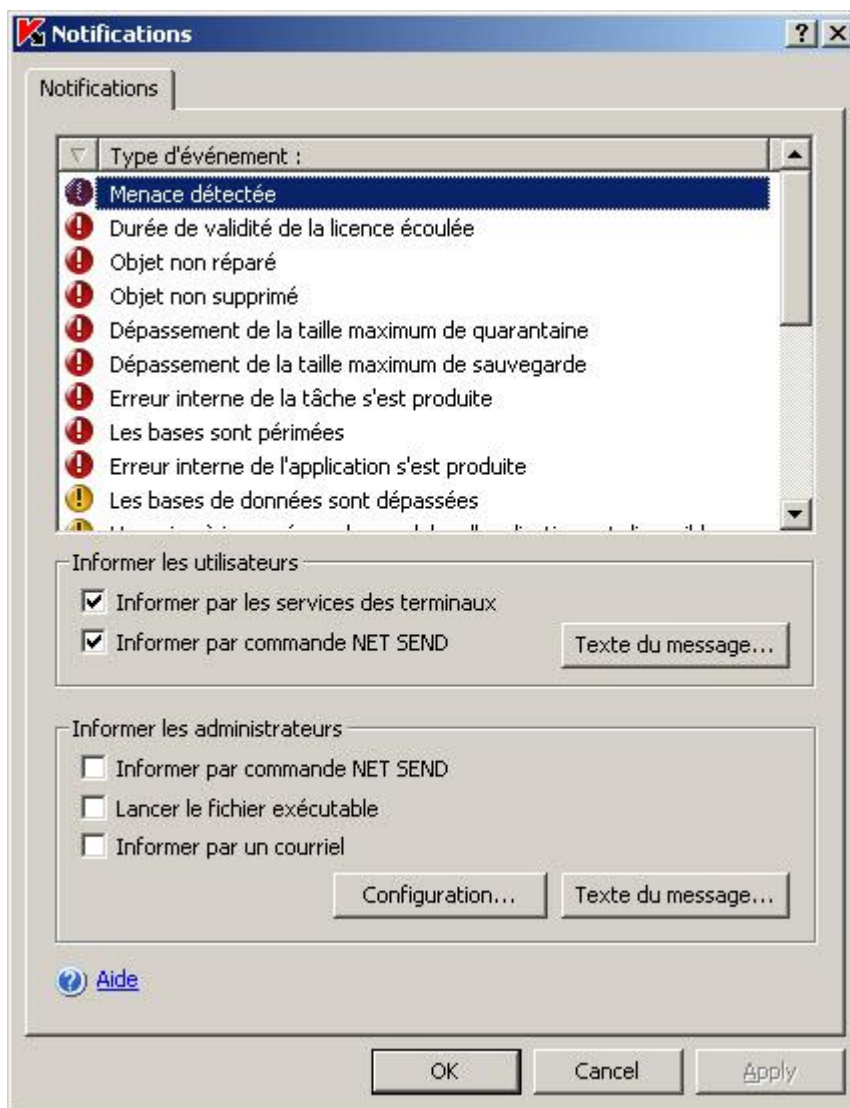 Notifications
Notifications
Type d'événement :
Menace détectée
Durée de validité de la licence écoulée
Objet non réparé
Objet non supprimé
Dépassement de la taille maximum de quarantaine
Dépassement de la taille maximum de sauvegarde
Erreur interne de la tâche s'est produite
Les bases sont périmées
Erreur interne de l'application s'est produite
Les bases de données sont dépassées
Informer les utilisateurs
Informer par les services des terminaux
Informer par commande NET SEND
Texte du message...
Informer les administrateurs
Informer par commande NET SEND
Lancer le fichier exécutable
Informer par un courriel
Configuration... Texte du message...
Aide
OK Cancel Apply